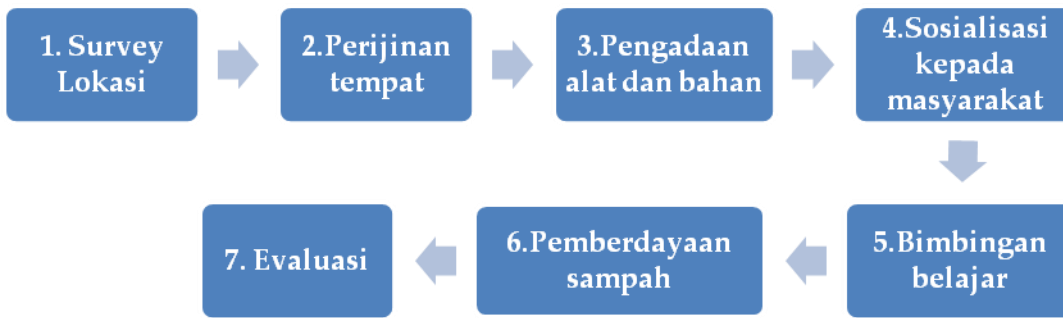 1. Survey
Lokasi
2.Perijinan
tempat
3.Pengadaan
alat dan bahan
4.Sosialisasi
kepada
masyarakat
5.Bimbingan
belajar
6.Pemberdayaan
sampah
7. Evaluasi